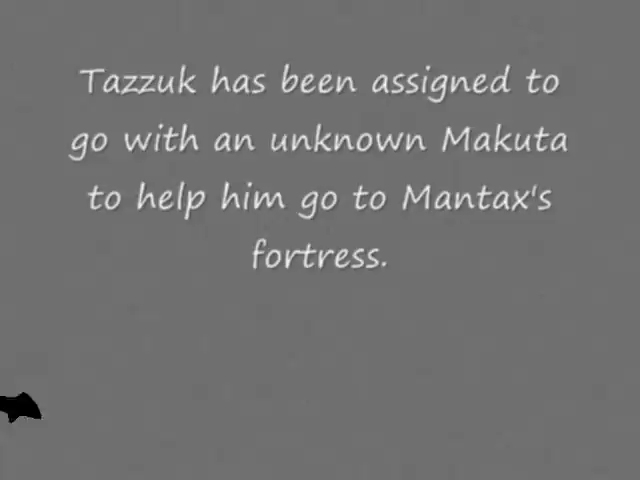 Tazzuk has been assigned to
go with an unknown Makuta
to help him go to Mantax's
fortress.